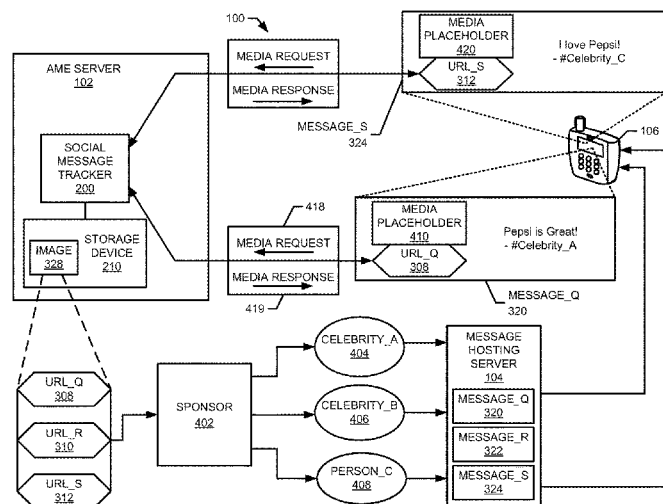 100
AME SERVER
102
SOCIAL
MESSAGE
TRACKER
200
IMAGE
328
STORAGE
DEVICE
210
MEDIA REQUEST
MEDIA RESPONSE
MEDIA
PLACEHOLDER
420
URL_S
312
I love Pepsi!
- #Celebrity_C
MESSAGE_S
324
106
418
MEDIA REQUEST
MEDIA RESPONSE
419
MEDIA
PLACEHOLDER
410
URL_Q
308
Pepsi is Great!
- #Celebrity_A
MESSAGE_Q
320
URL_Q
308
URL_R
310
URL_S
312
SPONSOR
402
CELEBRITY_A
404
CELEBRITY_B
406
PERSON_C
408
MESSAGE
HOSTING
SERVER
104
MESSAGE_Q
320
MESSAGE_R
322
MESSAGE_S
324